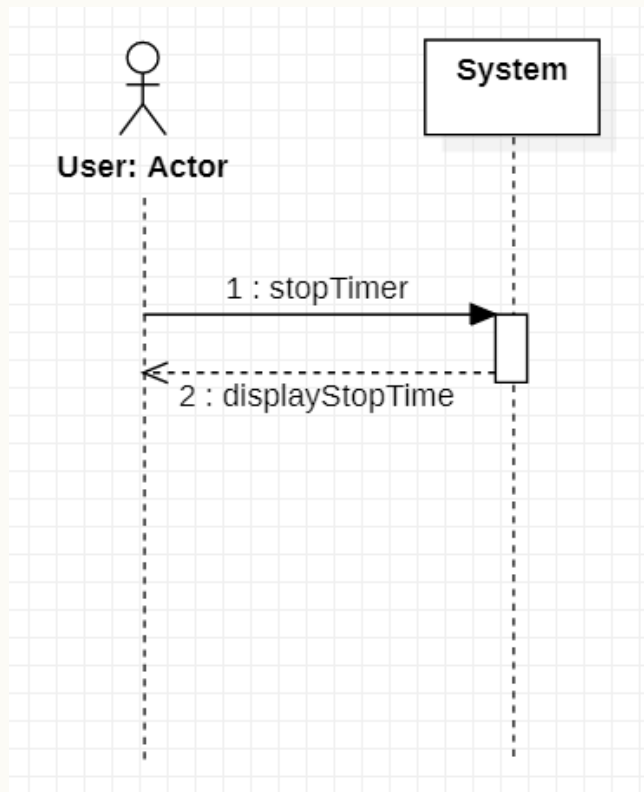 System
User: Actor
1 : stopTimer
2 : displayStopTime